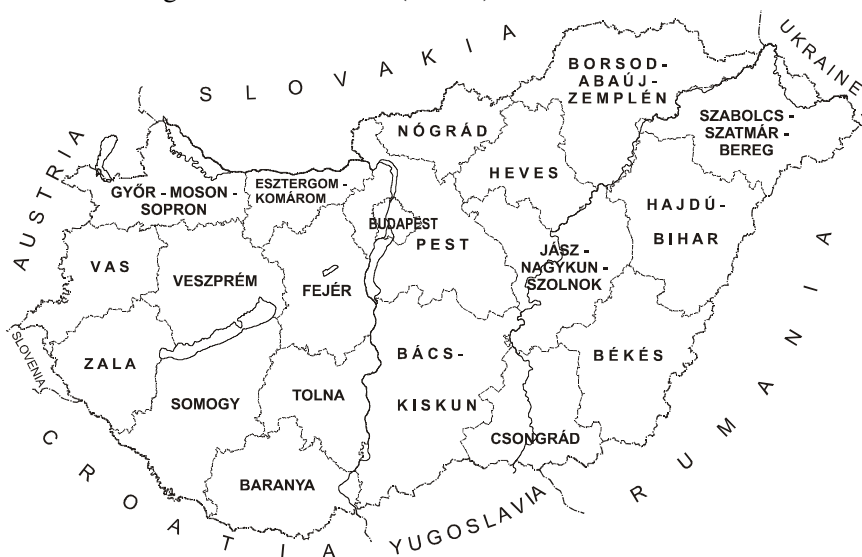 SLOVAKIA
UKRAINE
BORSOD-
ABAÚJ-
ZEMPLÉN
SZABOLCS -
SZATMÁR -
BEREG
NÓGRÁD
HEVES
AUSTRIA
GYŐR - MOSON -
SOPRON
ESZTERGOM -
KOMÁROM
BUDAPEST
PEST
HAJDÚ-
BIHAR
JÁSZ -
NAGYKUN -
SZOLNOK
VAS
VESZPRÉM
FEJÉR
SLOVENIA
ZALA
SOMOGY
TOLNA
BÁCS-
KISKUN
BÉKÉS
CSONGRÁD
BARANYA
RUMANIA
CROATIA
YUGOSLAVIA